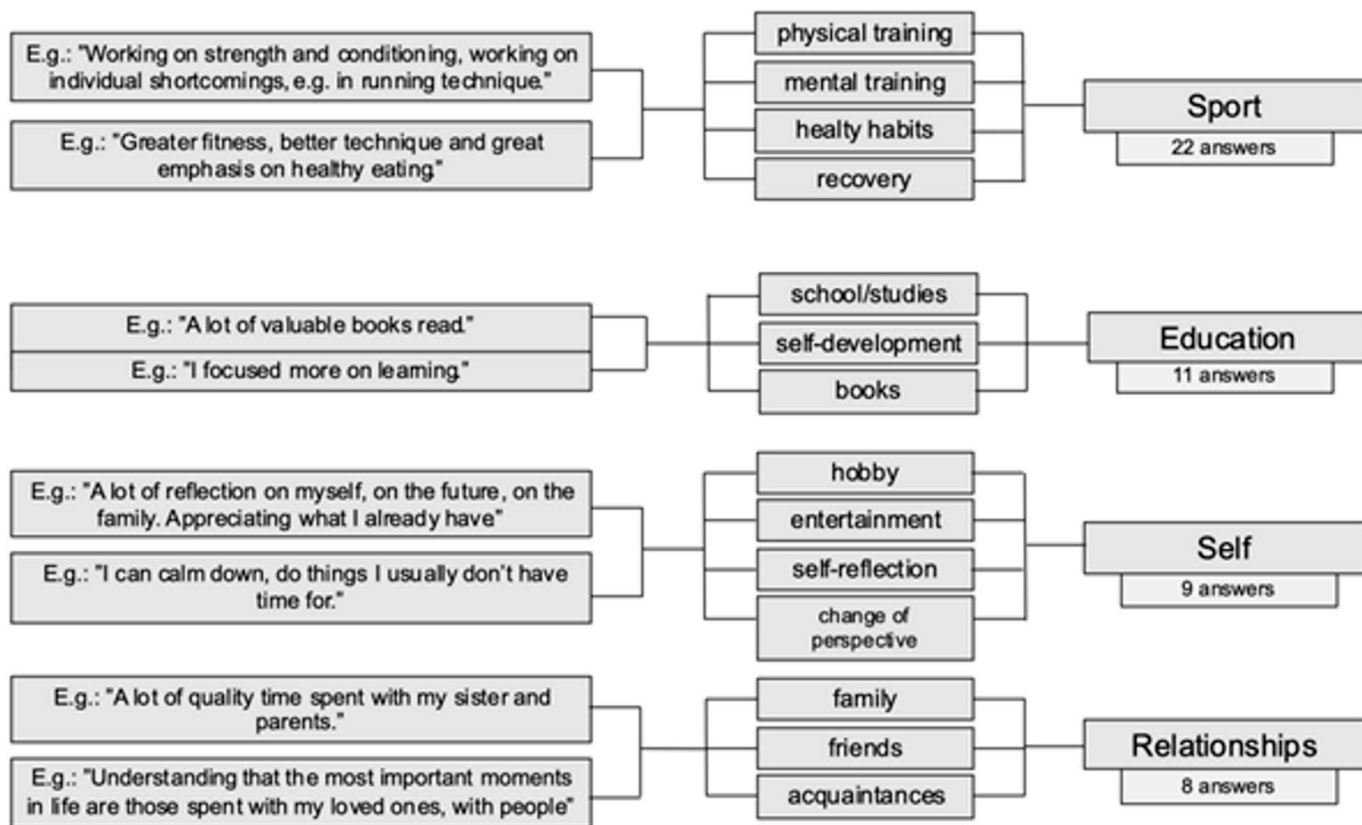 E.g.: "Working on strength and conditioning, working on
individual shortcomings, e.g. in running technique."
E.g.: "Greater fitness, better technique and great
emphasis on healthy eating"
physical training
mental training
healty habits
recovery
Sport
22 answers
E.g.: "A lot of valuable books read."
E.g.: "I focused more on learning."
school/studies
self-development
books
Education
11 answers
E.g.: "A lot of reflection on myself, on the future, on the
family. Appreciating what I already have"
E.g.: "I can calm down, do things I usually don't have
time for."
hobby
entertainment
self-reflection
change of
perspective
Self
9 answers
E.g.: "A lot of quality time spent with my sister and
parents."
E.g.: "Understanding that the most important moments
in life are those spent with my loved ones, with people"
family
friends
acquaintances
Relationships
8 answers